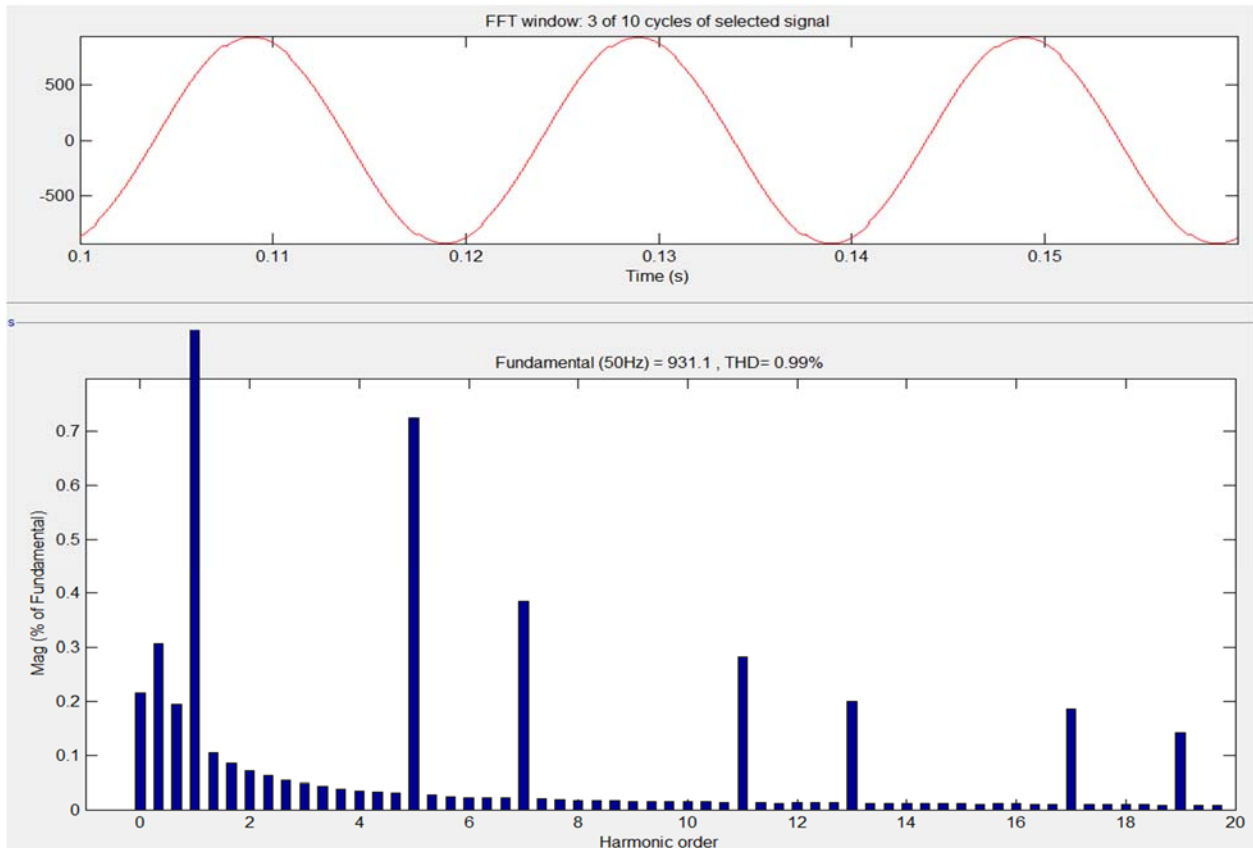 FFT window: 3 of 10 cycles of selected signal
500
0
-500
0.1 0.11 0.12 0.13 0.14 0.15
Time (s)
s
Fundamental (50Hz) = 931.1 , THD= 0.99%
0.7
0.6
0.5
0.4
0.3
0.2
0.1
0
Mag (% of Fundamental)
0 2 4 6 8 10 12 14 16 18 20
Harmonic order